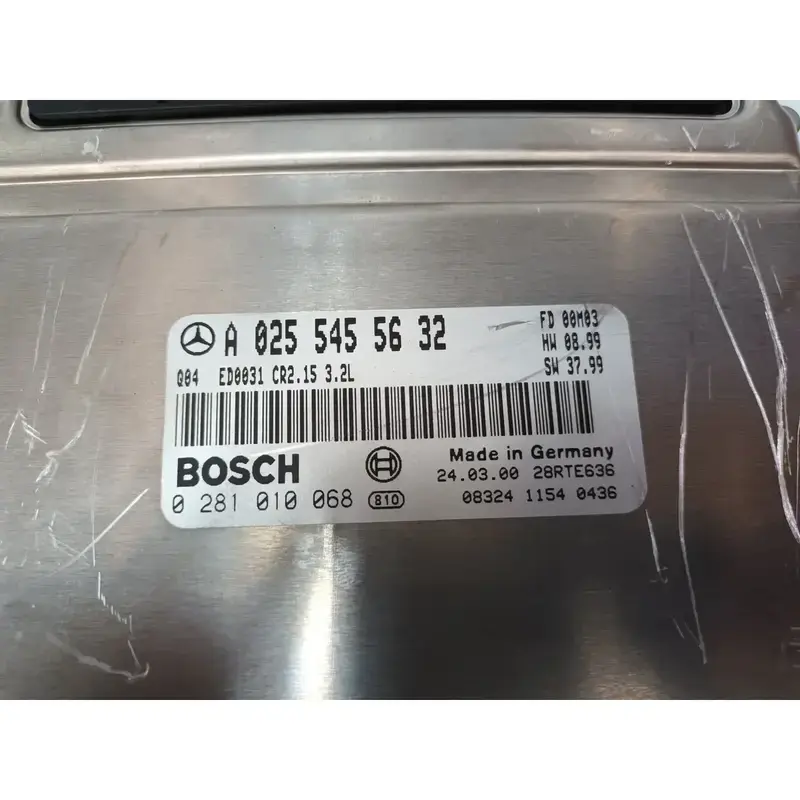 A 025 545 56 32
FD 00M03
HW 08.99
Q04 ED0031 CR2.15 3.2L
SW 37.99
BOSCH
Made in Germany
24.03.00 28RTE636
0 281 010 068 810
08324 1154 0436